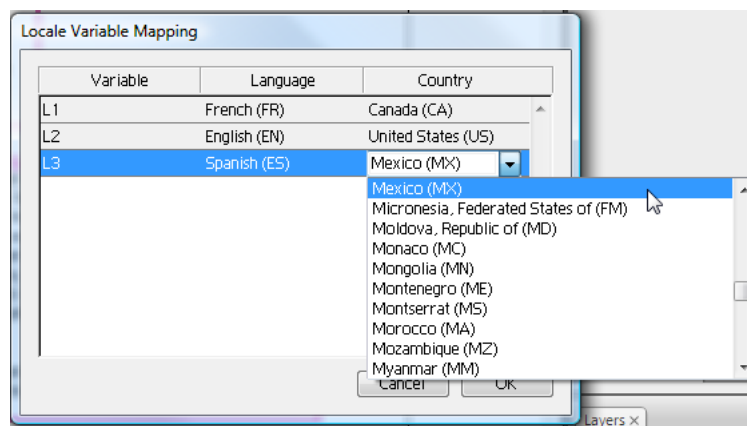 Locale Variable Mapping
Variable Language Country
L1 French (FR) Canada (CA)
L2 English (EN) United States (US)
L3 Spanish (ES) Mexico (MX)
Mexico (MX)
Micronesia, Federated States of (FM)
Moldova, Republic of (MD)
Monaco (MC)
Mongolia (MN)
Montenegro (ME)
Montserrat (MS)
Morocco (MA)
Mozambique (MZ)
Myanmar (MM)
Cancel OK
Layers